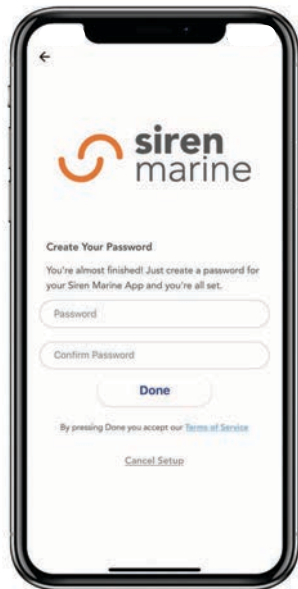 siren
marine
Create Your Password
You're almost finished! Just create a password for
your Siren Marine App and you're all set.
Password
Confirm Password
Done
By pressing Done you accept our Terms of Service
Cancel Setup